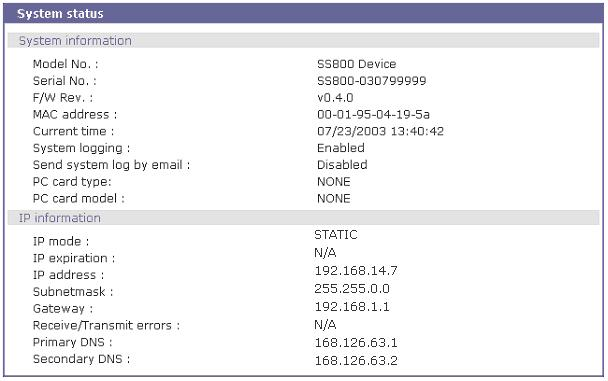 System status
System information
Model No. : SS800 Device
Serial No. : SS800-030799999
F/W Rev. : v0.4.0
MAC address : 00-01-95-04-19-5a
Current time : 07/23/2003 13:40:42
System logging : Enabled
Send system log by email : Disabled
PC card type: NONE
PC card model : NONE
IP information
IP mode : STATIC
IP expiration : N/A
IP address : 192.168.14.7
Subnetmask : 255.255.0.0
Gateway : 192.168.1.1
Receive/Transmit errors : N/A
Primary DNS : 168.126.63.1
Secondary DNS : 168.126.63.2